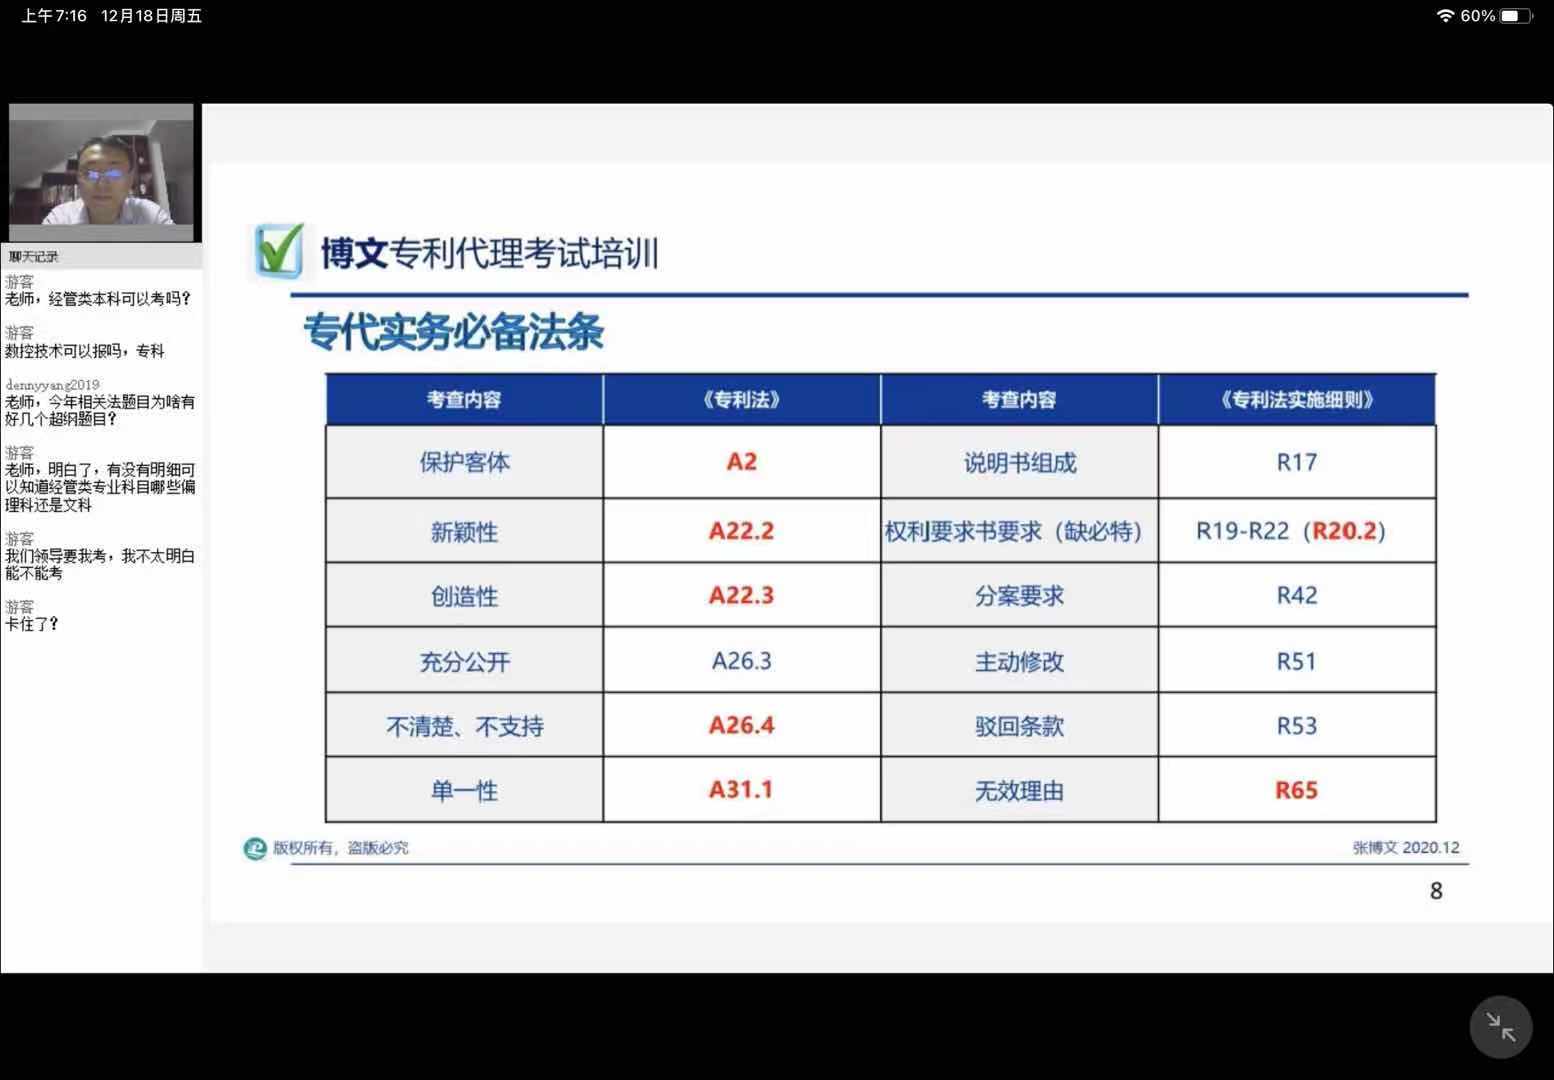 上午7:16 12月18日周五
60%
聊天记录
游客
老师，经管类本科可以考吗？
游客
数控技术可以报吗，专科
dennyyang2019
老师，今年相关法题目为啥有
好几个超纲题目？
游客
老师，明白了，有没有明细可
以知道经管类专业科目哪些偏
理科还是文科
游客
我们领导要我考，我不太明白
能不能考
游客
卡住了？
博文专利代理考试培训
专代实务必备法条
考查内容 《专利法》 考查内容 《专利法实施细则》
保护客体 A2 说明书组成 R17
新颖性 A22.2 权利要求书要求（缺必特） R19-R22（R20.2）
创造性 A22.3 分案要求 R42
充分公开 A26.3 主动修改 R51
不清楚、不支持 A26.4 驳回条款 R53
单一性 A31.1 无效理由 R65
版权所有，盗版必究
张博文 2020.12
8